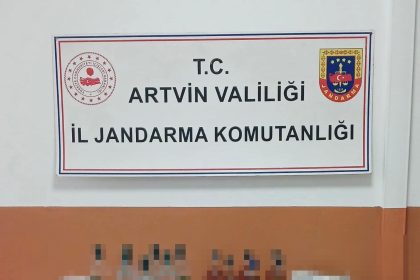 T.C.
ARTVİN VALİLİĞİ
İL JANDARMA KOMUTANLIĞI
JANDARMA